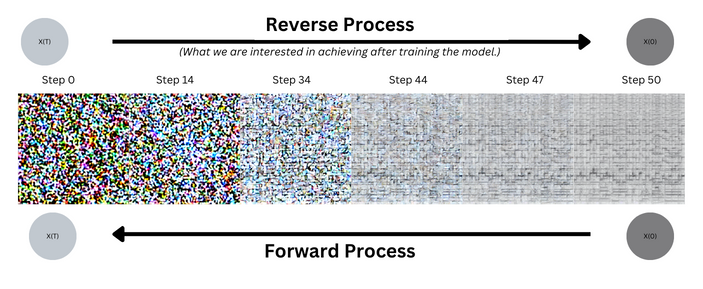 Reverse Process
X(T)
X(0)
(What we are interested in achieving after training the model.)
Step 0
Step 14
Step 34
Step 44
Step 47
Step 50
X(T)
X(0)
Forward Process